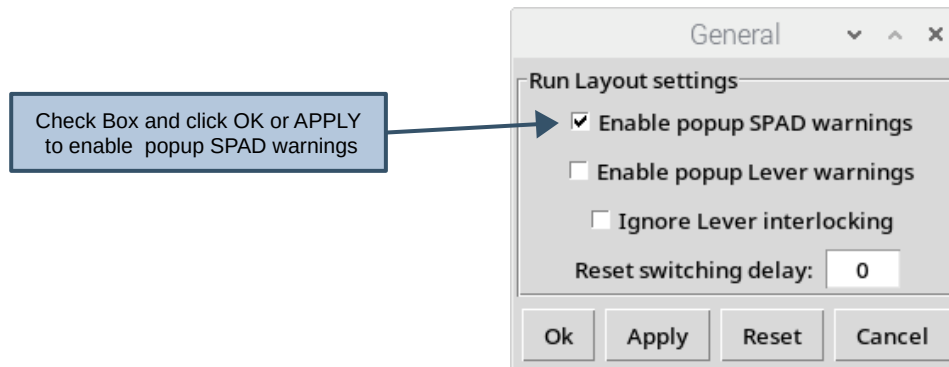 General
Run Layout settings
Check Box and click OK or APPLY
to enable  popup SPAD warnings
Enable popup SPAD warnings
Enable popup Lever warnings
Ignore Lever interlocking
Reset switching delay: 0
Ok Apply Reset Cancel